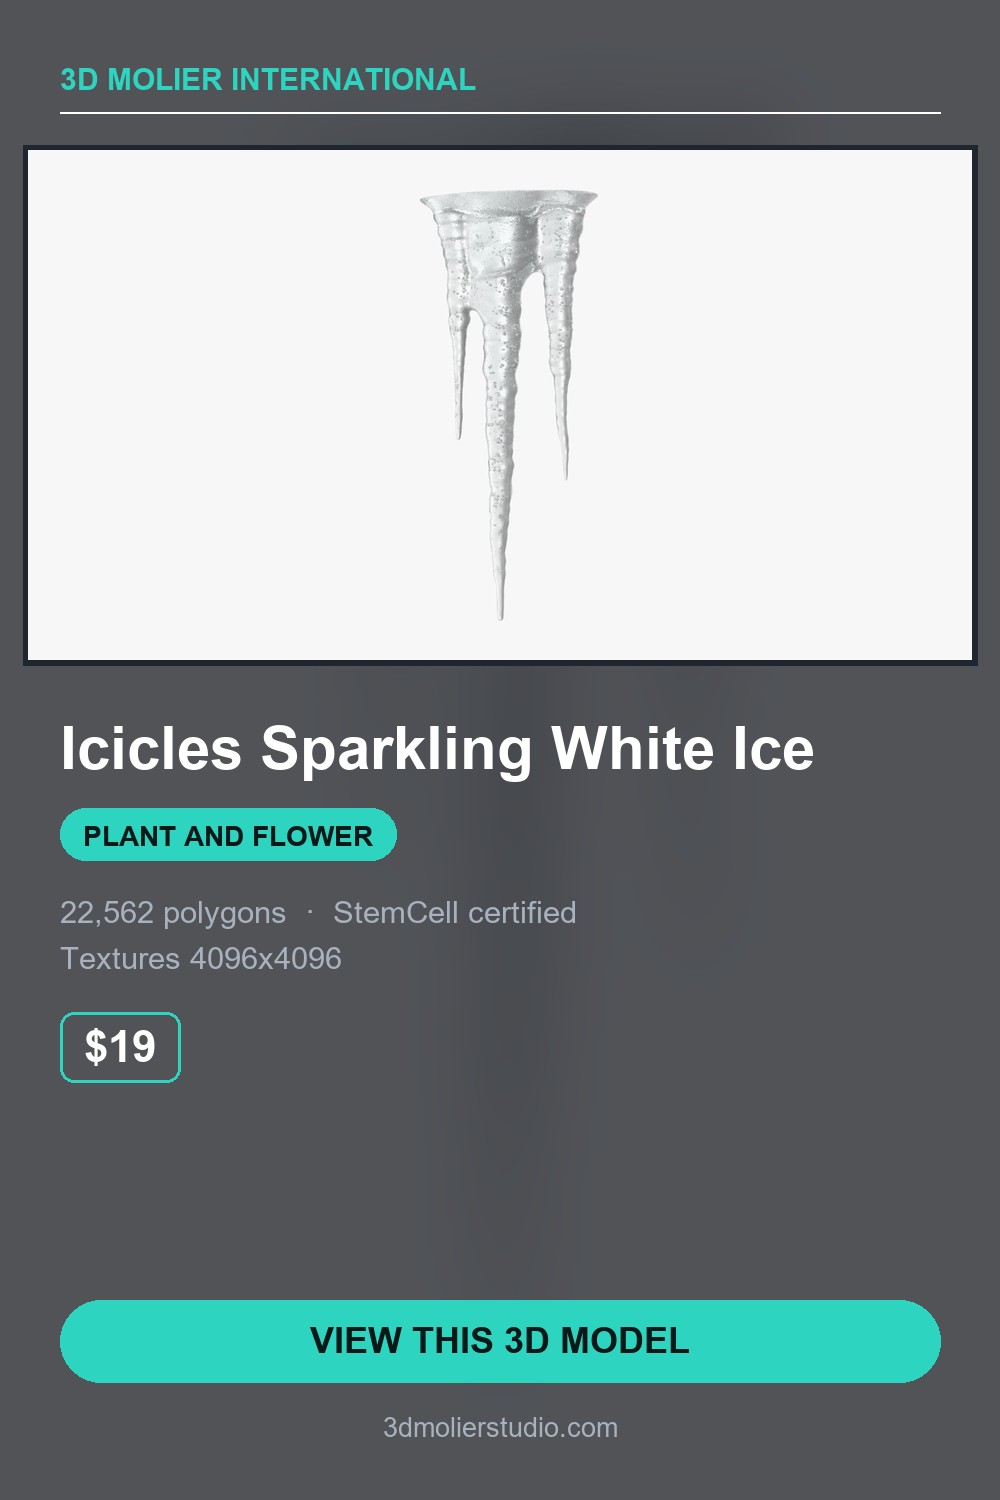 3D MOLIER INTERNATIONAL
Icicles Sparkling White Ice
PLANT AND FLOWER
22,562 polygons · StemCell certified
Textures 4096x4096
$19
VIEW THIS 3D MODEL
3dmolierstudio.com